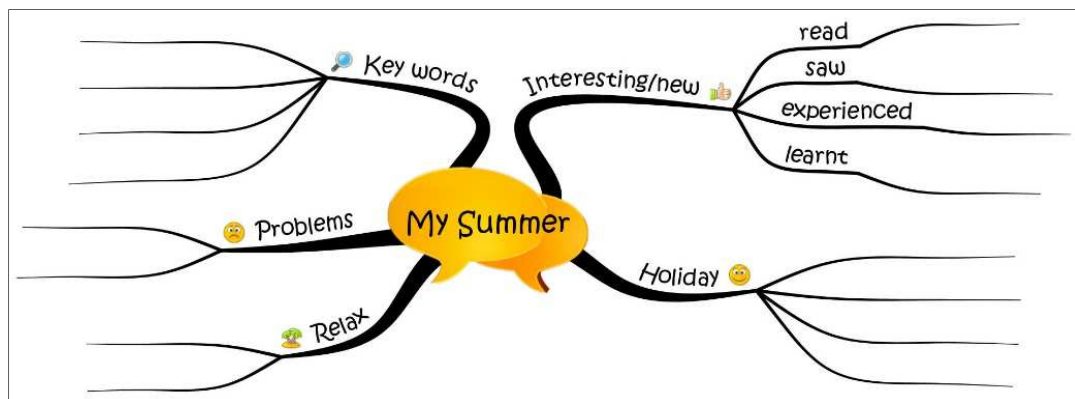 Key words
Interesting/new
read
saw
experienced
learnt
My Summer
Problems
Holiday
Relax